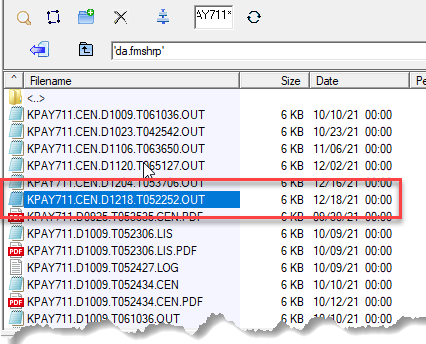 AY711*
'da.fmshrp'
Filename Size Date Pe
<..>
KPAY711.CEN.D1009.T061036.OUT 6 KB 10/10/21 00:00
KPAY711.CEN.D1023.T042542.OUT 6 KB 10/23/21 00:00
KPAY711.CEN.D1106.T063650.OUT 6 KB 11/06/21 00:00
KPAY711.CEN.D1120.T065127.OUT 6 KB 12/02/21 00:00
KPAY711.CEN.D1204.T053706.OUT 6 KB 12/16/21 00:00
KPAY711.CEN.D1218.T052252.OUT 6 KB 12/18/21 00:00
KPAY711.D0925.T053535.CEN.PDF 6 KB 09/30/21 00:00
KPAY711.D1009.T052306.LIS 6 KB 10/09/21 00:00
KPAY711.D1009.T052306.LIS.PDF 6 KB 10/09/21 00:00
KPAY711.D1009.T052427.LOG 6 KB 10/09/21 00:00
KPAY711.D1009.T052434.CEN 6 KB 10/09/21 00:00
KPAY711.D1009.T052434.CEN.PDF 6 KB 10/12/21 00:00
KPAY711.D1009.T061036.OUT 6 KB 10/09/21 00:00